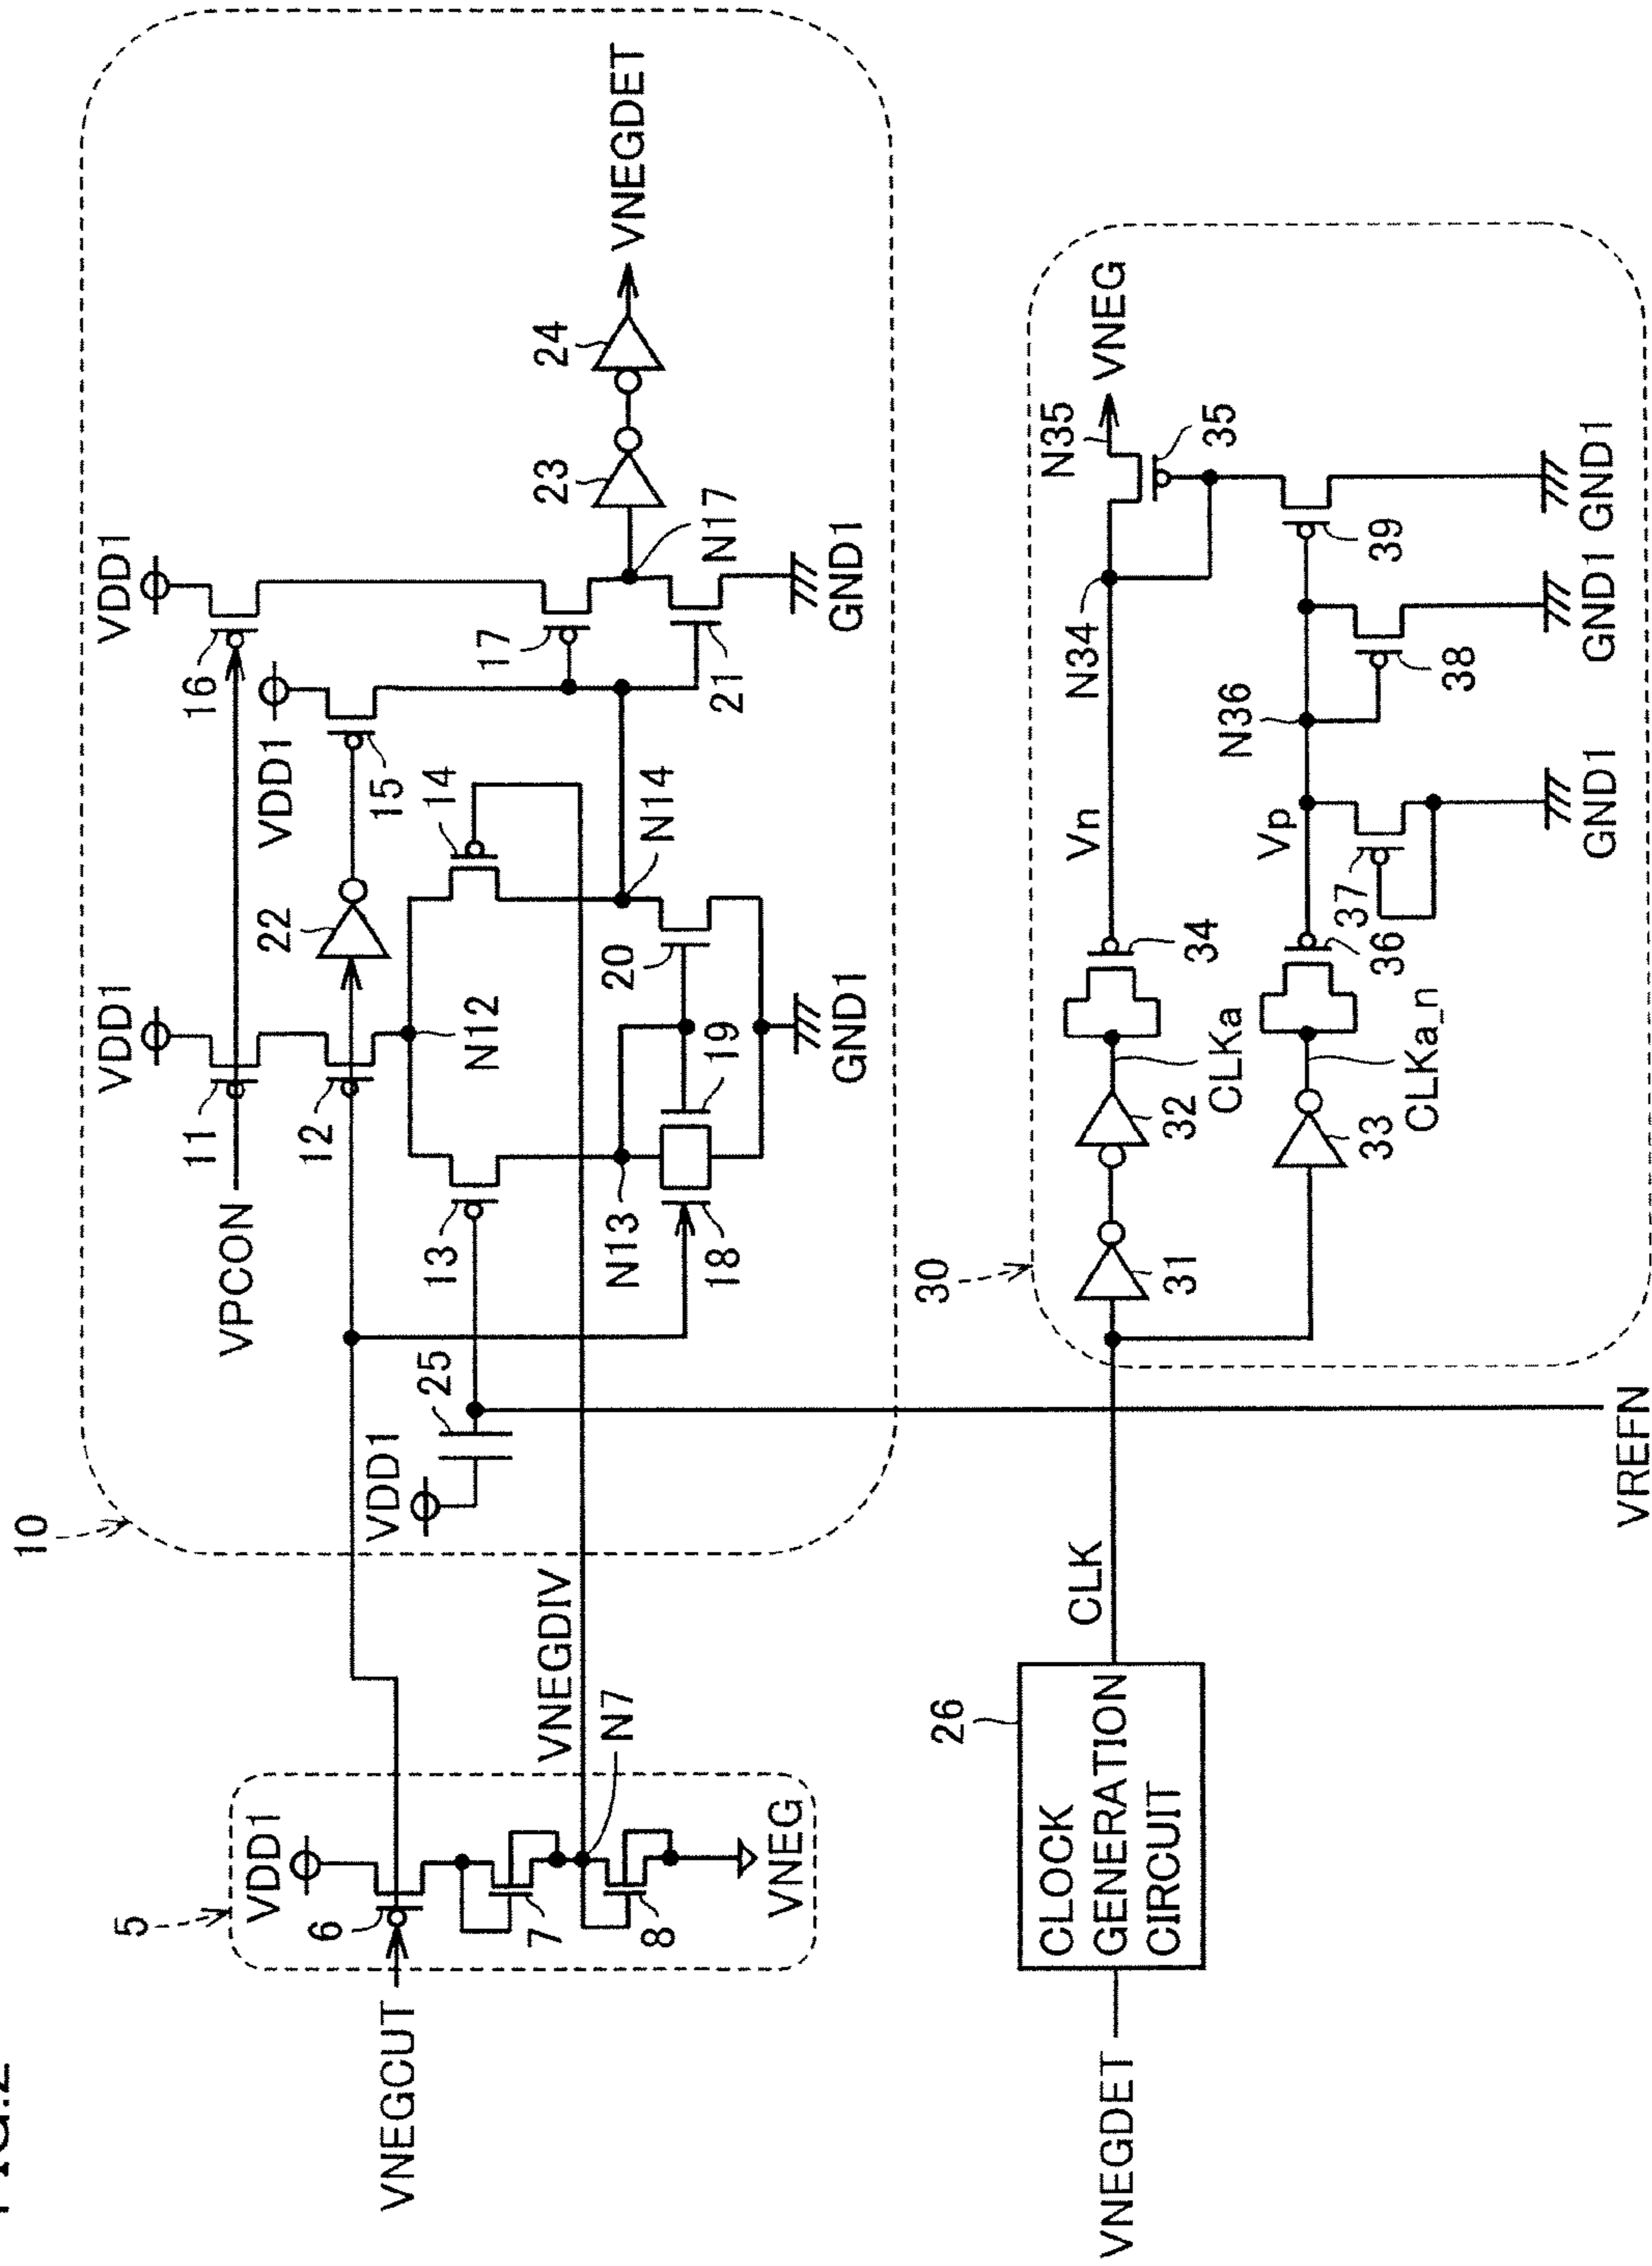 FIG.2
10
VDD1
VDD1
VPCON
11
16
VDD1
12
22
15
17
VDD1
25
13
N12
14
23
24
VNEGDET
N13
18
19
20
N14
21
N17
GND1
GND1
5
VDD1
VNEGCUT
6
7
8
VNEGDIV
N7
VNEG
30
VNEGDET
26
CLOCK
GENERATION
CIRCUIT
CLK
31
32
CLKa
34
Vn
N34
N35
VNEG
35
33
CLKa_n
36
Vp
37
N36
38
39
GND1
GND1
GND1
VREFN